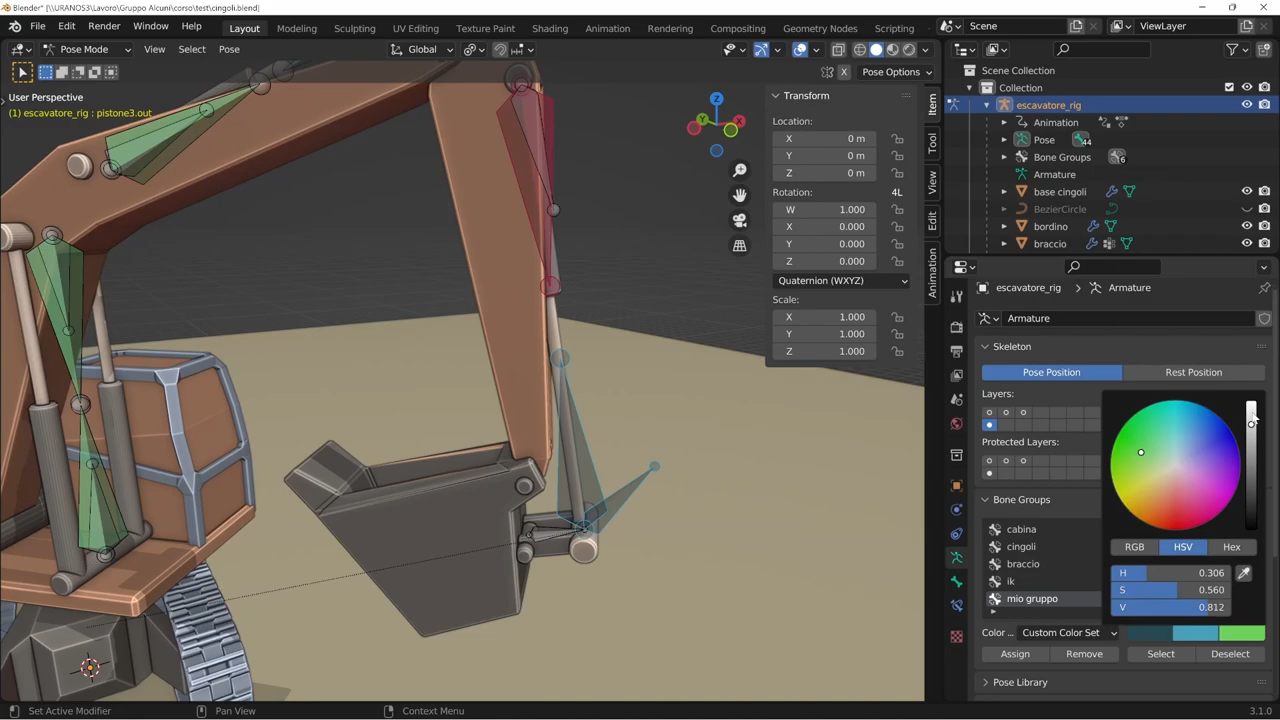 Blender* [\\URANOS3\Lavoro\Gruppo Alcuni\corso\test\cingoli.blend]
File Edit Render Window Help Layout Modeling Sculpting UV Editing Texture Paint Shading Animation Rendering Compositing Geometry Nodes Scripting Scene ViewLayer
Pose Mode View Select Pose Global
X Pose Options
User Perspective
(1) escavatore_rig : pistone3.out
Z
Y
X
Transform
Location:
X 0 m
Y 0 m
Z 0 m
Rotation: 4L
W 1.000
X 0.000
Y 0.000
Z 0.000
Quaternion (WXYZ)
Scale:
X 1.000
Y 1.000
Z 1.000
Item
Tool
View
Edit
Animation
Scene Collection
Collection
escavatore_rig
Animation
Pose 44
Bone Groups 6
Armature
base cingoli
BezierCircle
bordino
braccio
escavatore_rig > Armature
Armature
Skeleton
Pose Position Rest Position
Layers:
Protected Layers:
Bone Groups
cabina
cingoli
braccio
ik
mio gruppo
RGB HSV Hex
H 0.306
S 0.560
V 0.812
Color ... Custom Color Set
Assign Remove Select Deselect
Pose Library
Set Active Modifier Pan View Context Menu 3.1.0